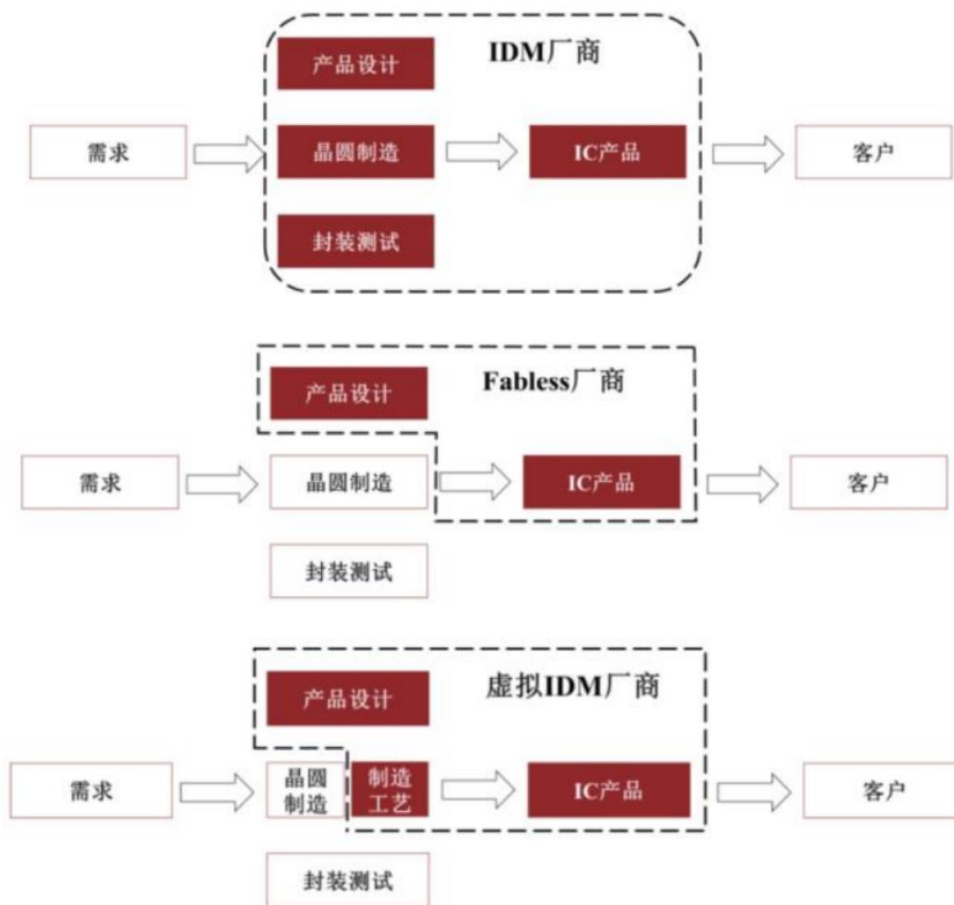 产品设计
IDM厂商
需求
晶圆制造
IC产品
客户
封装测试
产品设计
Fabless厂商
需求
晶圆制造
IC产品
客户
封装测试
产品设计
虚拟IDM厂商
需求
晶圆
制造
制造
工艺
IC产品
客户
封装测试